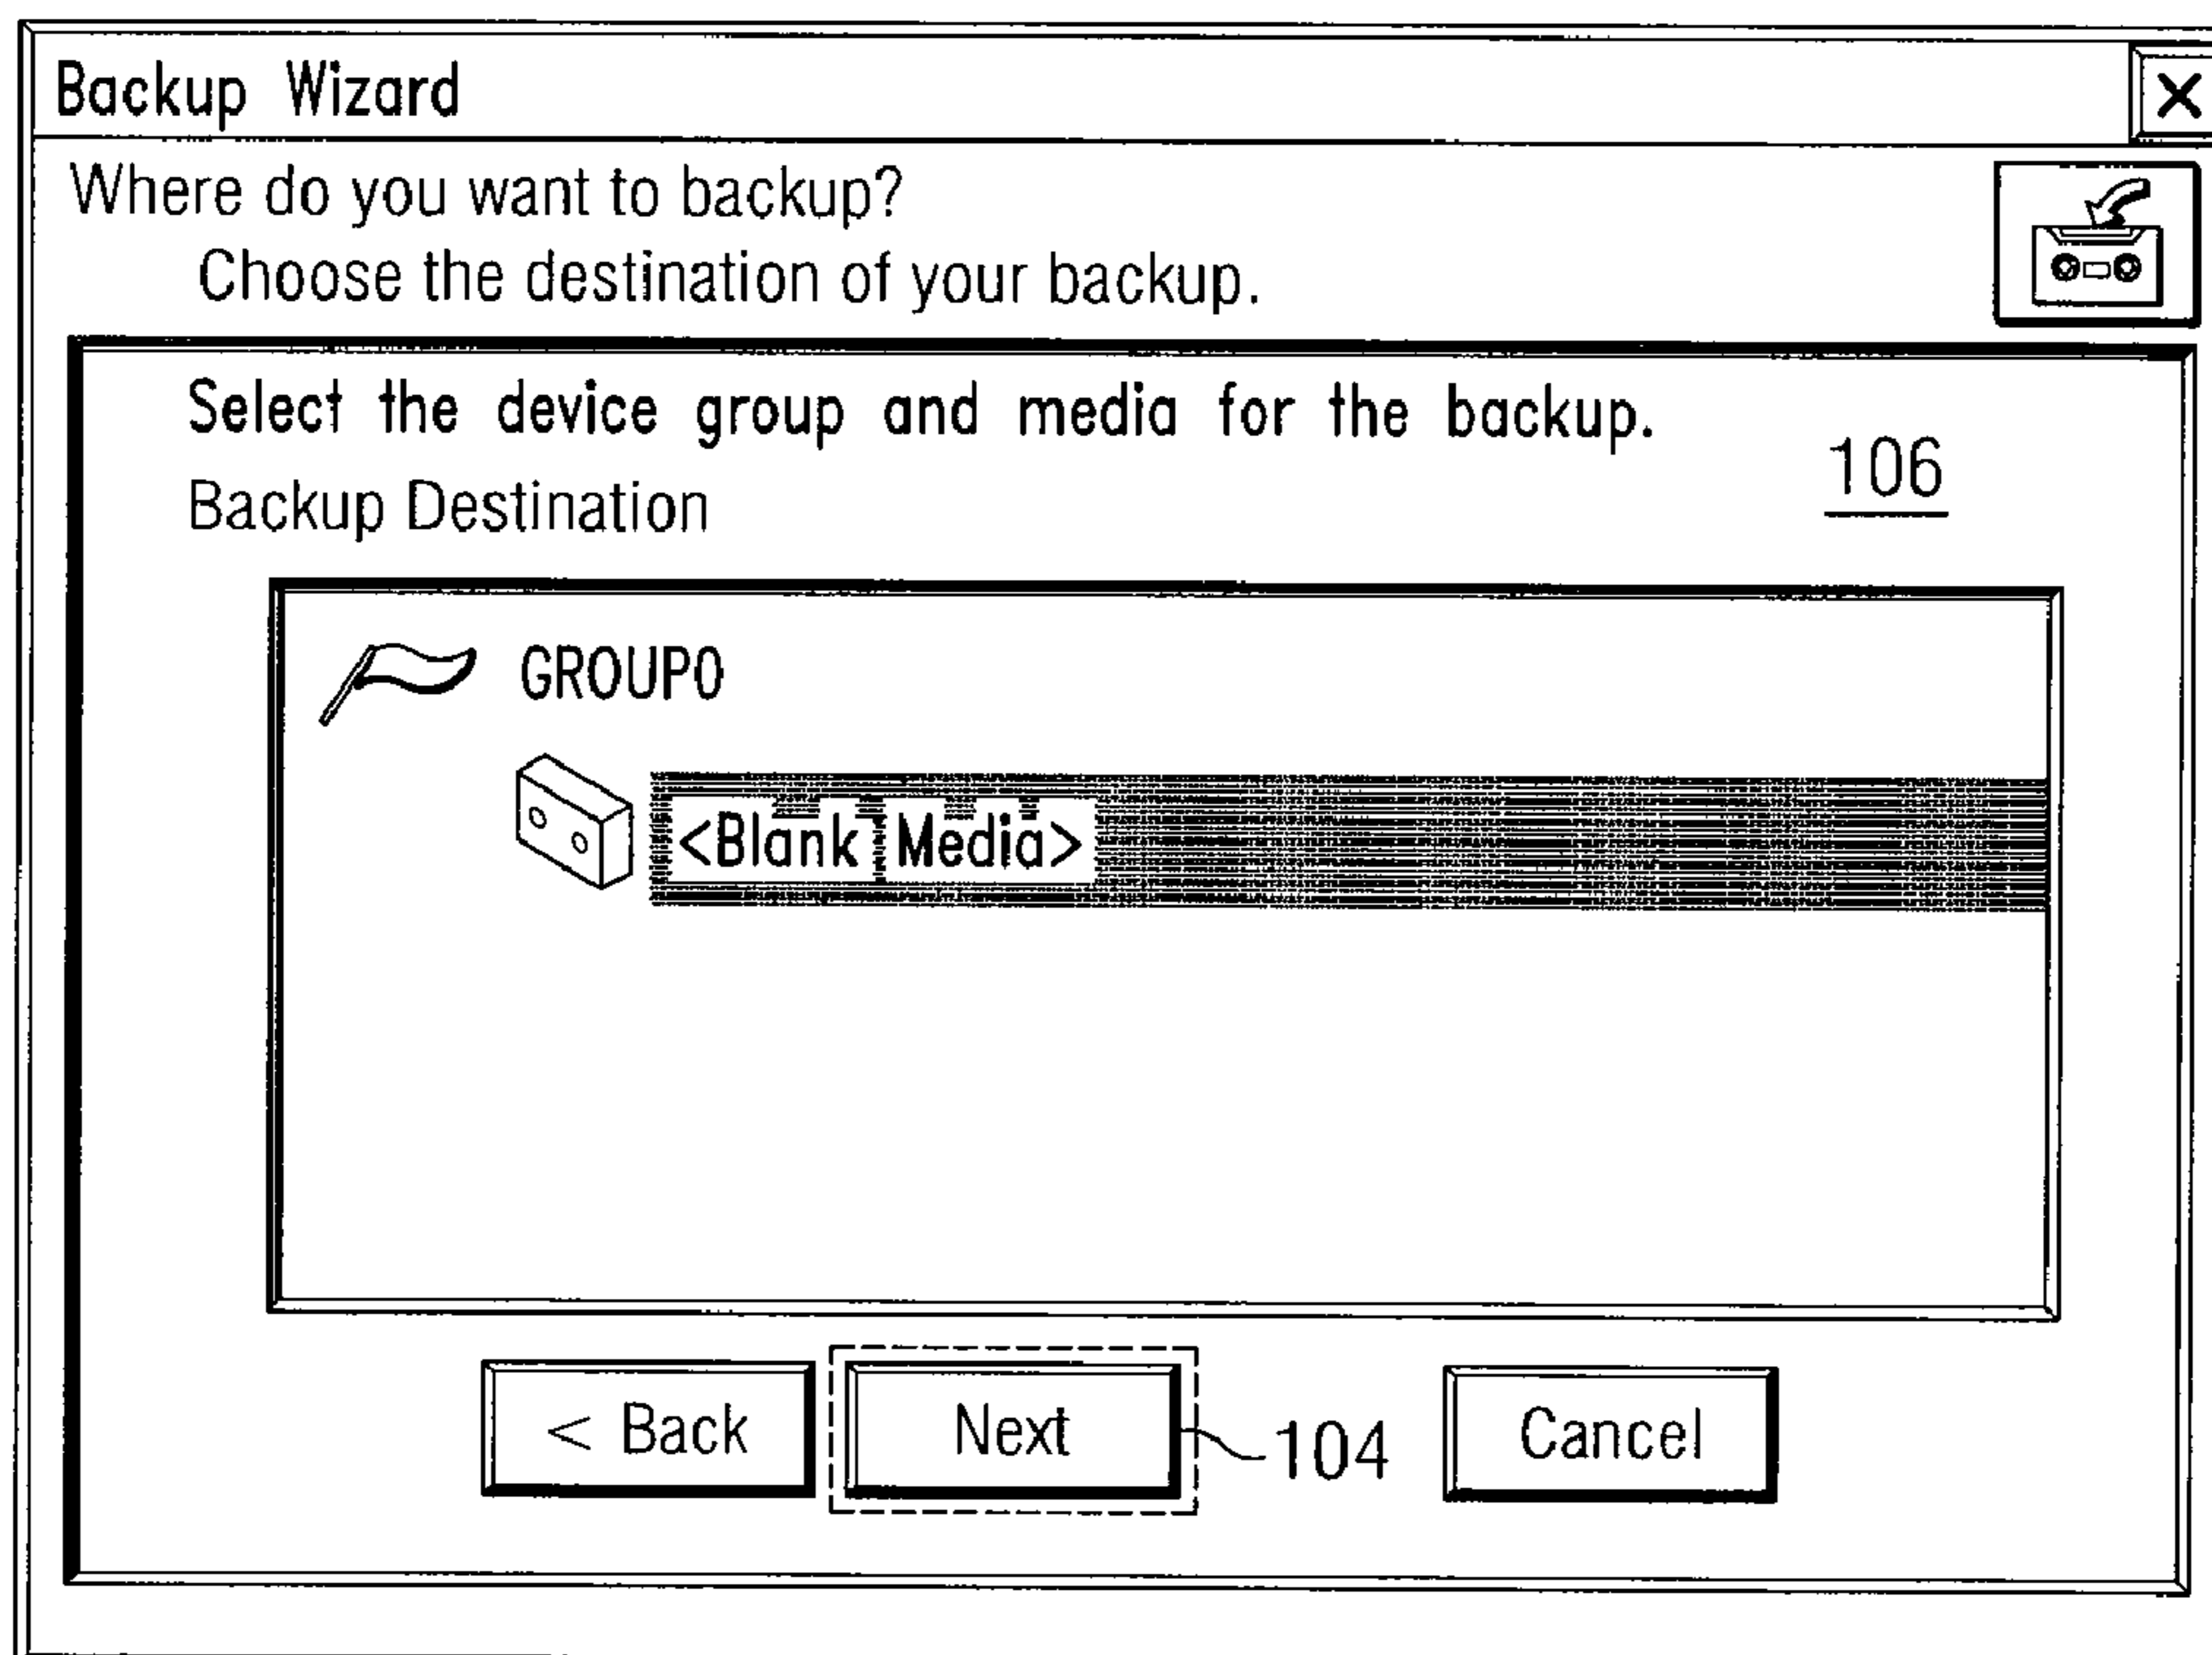 Backup Wizard
Where do you want to backup?
Choose the destination of your backup.
Select the device group and media for the backup.
106
Backup Destination
GROUP0
<Blank Media>
< Back
Next
104
Cancel